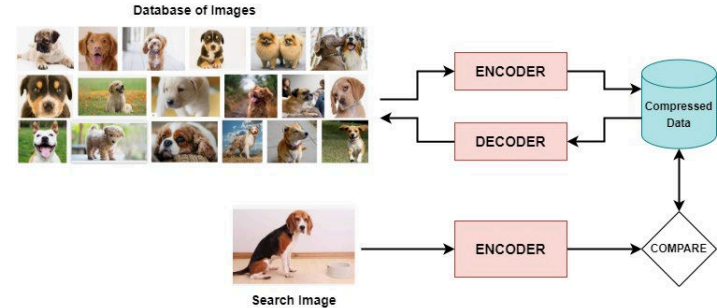 Database of Images
ENCODER
Compressed
Data
DECODER
ENCODER
COMPARE
Search Image